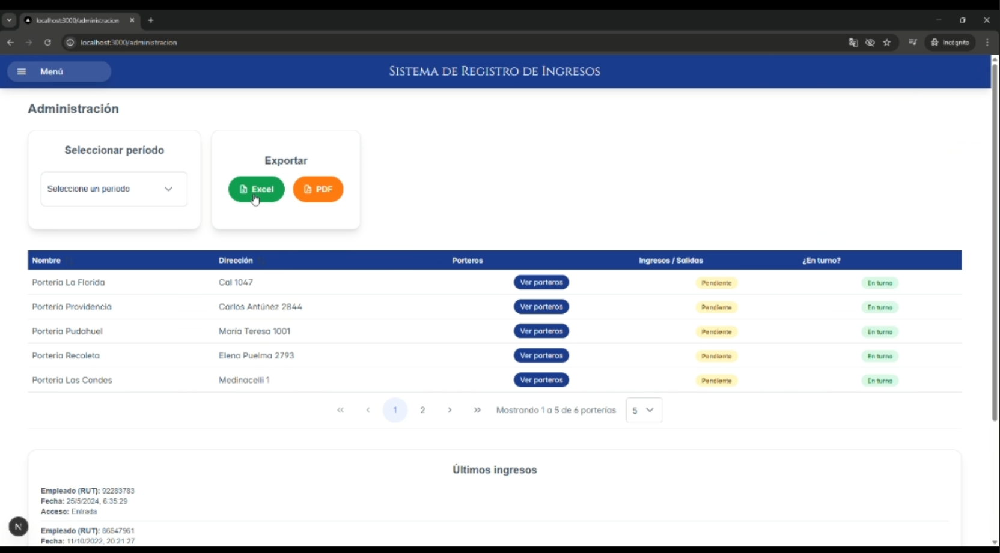 localhost:3000/administracion
localhost:3000/administracion
Incógnito
Menú
Sistema de Registro de Ingresos
Administración
Seleccionar período
Seleccione un periodo
Exportar
Excel
PDF
Nombre Dirección Porteros Ingresos / Salidas ¿En turno?
Porteria La Florida Cal 1047 Ver porteros Pendiente En turno
Porteria Providencia Carlos Antúnez 2844 Ver porteros Pendiente En turno
Porteria Pudahuel María Teresa 1001 Ver porteros Pendiente En turno
Porteria Recoleta Elena Puelma 2793 Ver porteros Pendiente En turno
Porteria Las Condes Medinacelli 1 Ver porteros Pendiente En turno
« ‹ 1 2 › » Mostrando 1 a 5 de 6 porterías 5
Últimos ingresos
Empleado (RUT): 92283783
Fecha: 25/5/2024, 6:35:29
Acceso: Entrada
N
Empleado (RUT): 86547961
Fecha: 11/10/2022, 20:21:27